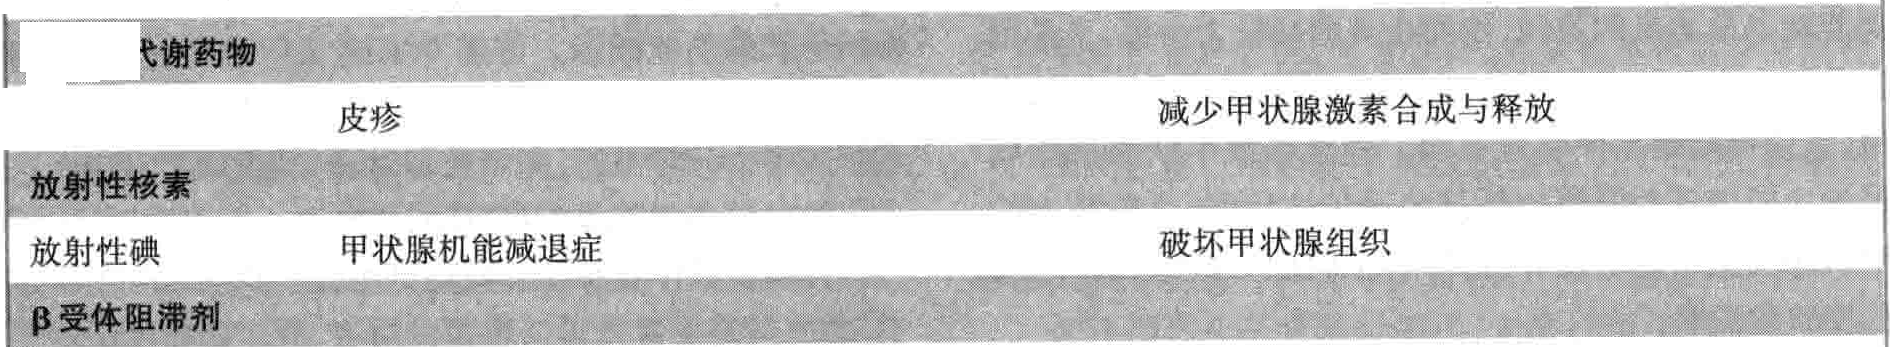 谢药物
皮疹 减少甲状腺激素合成与释放
放射性核素
放射性碘 甲状腺机能减退症 破坏甲状腺组织
β受体阻滞剂